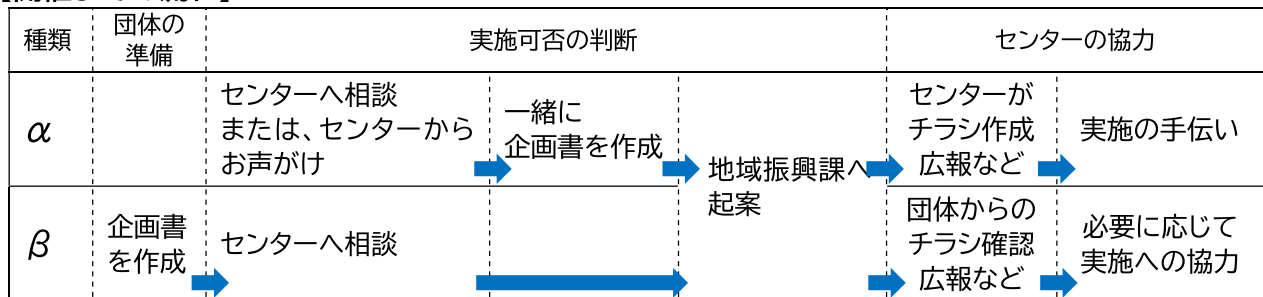 種類
団体の
準備
実施可否の判断
センターの協力
α
センターへ相談
または、センターから
お声がけ
一緒に
企画書を作成
地域振興課へ
起案
センターが
チラシ作成
広報など
実施の手伝い
β
企画書
を作成
センターへ相談
団体からの
チラシ確認
広報など
必要に応じて
実施への協力